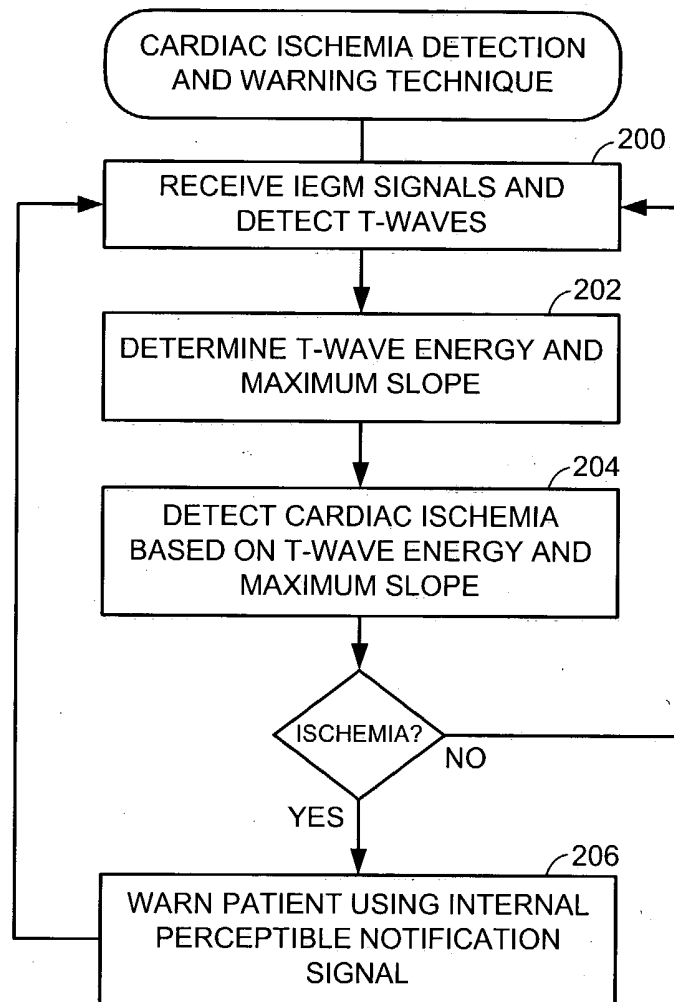 CARDIAC ISCHEMIA DETECTION
AND WARNING TECHNIQUE
200
RECEIVE IEGM SIGNALS AND
DETECT T-WAVES
202
DETERMINE T-WAVE ENERGY AND
MAXIMUM SLOPE
204
DETECT CARDIAC ISCHEMIA
BASED ON T-WAVE ENERGY AND
MAXIMUM SLOPE
ISCHEMIA?
NO
YES
206
WARN PATIENT USING INTERNAL
PERCEPTIBLE NOTIFICATION
SIGNAL